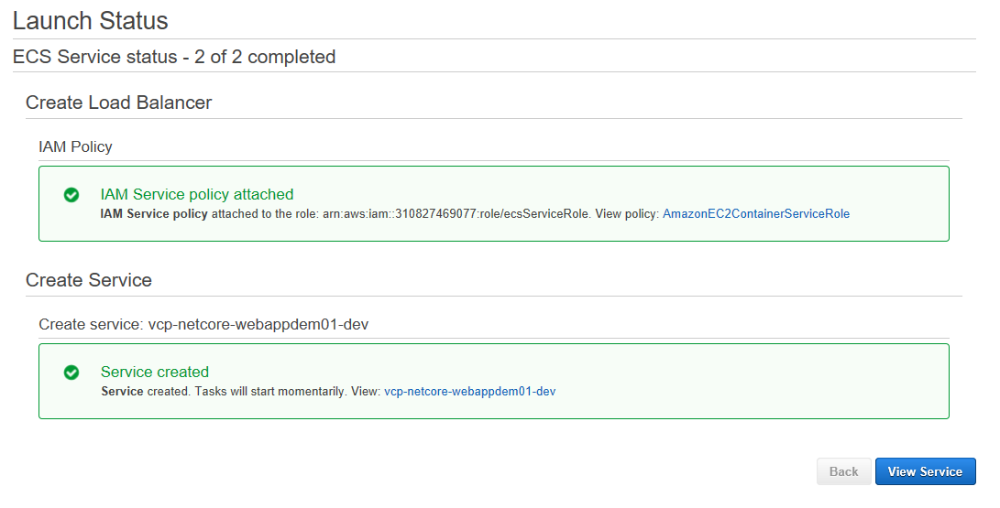 Launch Status
ECS Service status - 2 of 2 completed
Create Load Balancer
IAM Policy
IAM Service policy attached
IAM Service policy attached to the role: arn:aws:iam::310827469077:role/ecsServiceRole. View policy: AmazonEC2ContainerServiceRole
Create Service
Create service: vcp-netcore-webappdem01-dev
Service created
Service created. Tasks will start momentarily. View: vcp-netcore-webappdem01-dev
Back View Service